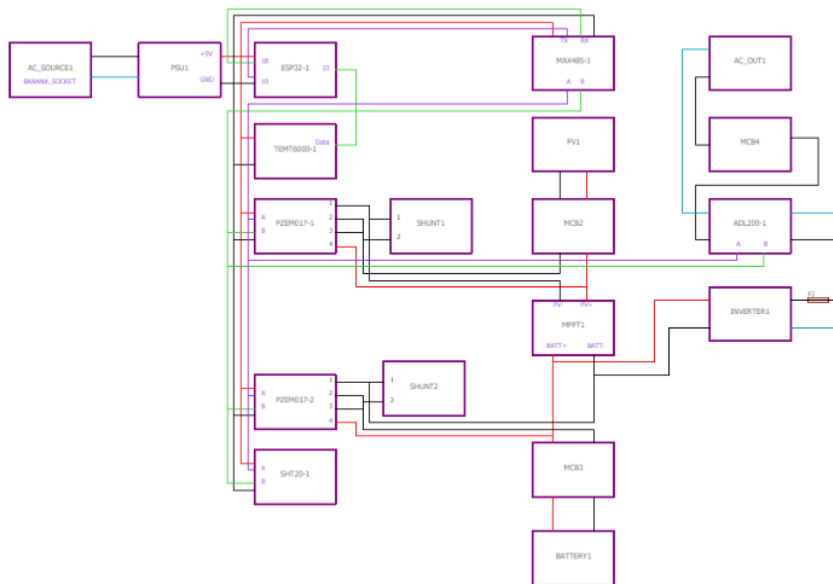 TX RX
+5V
AC_SOURCE1
BANANA_SOCKET
PSU1
GND
18
ESP32-1
23
19
MAX485-1
A B
AC_OUT1
Data
TEMT6000-1
PV1
MCB4
1
PZEM017-1
A
2
B
3
4
1
SHUNT1
2
MCB2
ADL200-1
A B
PV- PV+
MPPT1
BATT+ BATT-
INVERTER1
F2
1
PZEM017-2
A
2
B
3
4
1
SHUNT2
2
A
SHT20-1
B
MCB3
BATTERY1